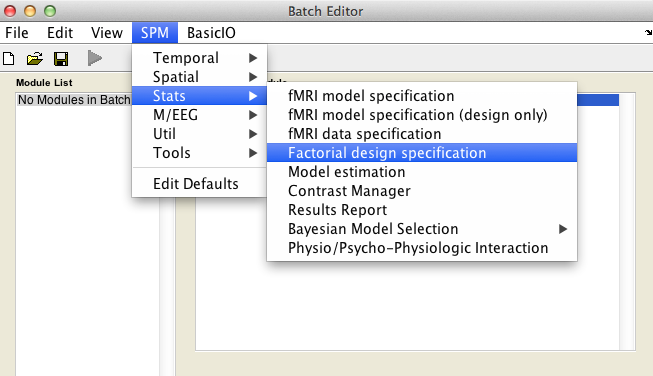 Batch Editor
File Edit View SPM BasicIO
Module List
No Modules in Batch
Temporal
Spatial
Stats
M/EEG
Util
Tools
Edit Defaults
fMRI model specification
fMRI model specification (design only)
fMRI data specification
Factorial design specification
Model estimation
Contrast Manager
Results Report
Bayesian Model Selection
Physio/Psycho-Physiologic Interaction